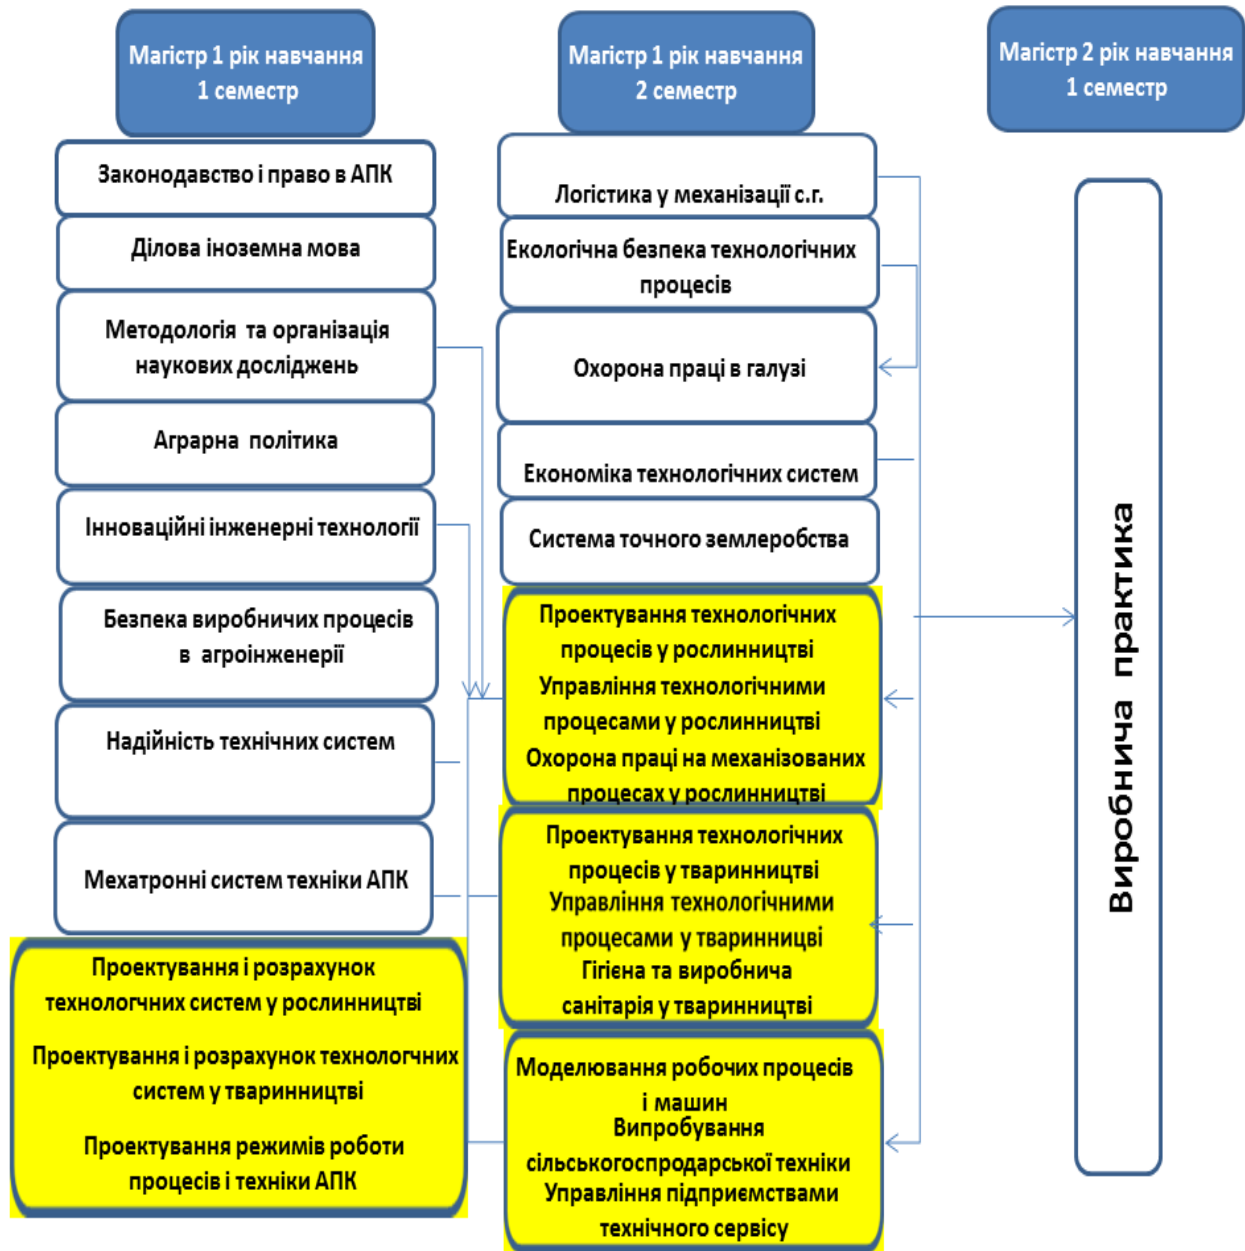 Магістр 1 рік навчання
1 семестр
Законодавство і право в АПК
Ділова іноземна мова
Методологія та організація
наукових досліджень
Аграрна політика
Інноваційні інженерні технології
Безпека виробничих процесів
в агроінженерії
Надійність технічних систем
Мехатронні систем техніки АПК
Проектування і розрахунок
технологчних систем у рослинництві
Проектування і розрахунок технологчних
систем у тваринництві
Проектування режимів роботи
процесів і техніки АПК
Магістр 1 рік навчання
2 семестр
Логістика у механізації с.г.
Екологічна безпека технологічних
процесів
Охорона праці в галузі
Економіка технологічних систем
Система точного землеробства
Проектування технологічних
процесів у рослинництві
Управління технологічними
процесами у рослинництві
Охорона праці на механізованих
процесах у рослинництві
Проектування технологічних
процесів у тваринництві
Управління технологічними
процесами у тваринницві
Гігієна та виробнича
санітарія у тваринництві
Моделювання робочих процесів
і машин
Випробування
сільськогосподарської техніки
Управління підприємствами
технічного сервісу
Магістр 2 рік навчання
1 семестр
Виробнича практика